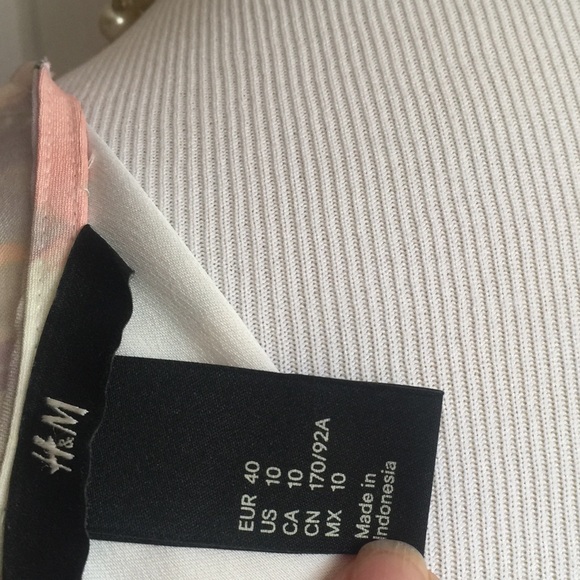 H&M
EUR 40
US 10
CA 10
CN 170/92A
MX 10
Made in
Indonesia